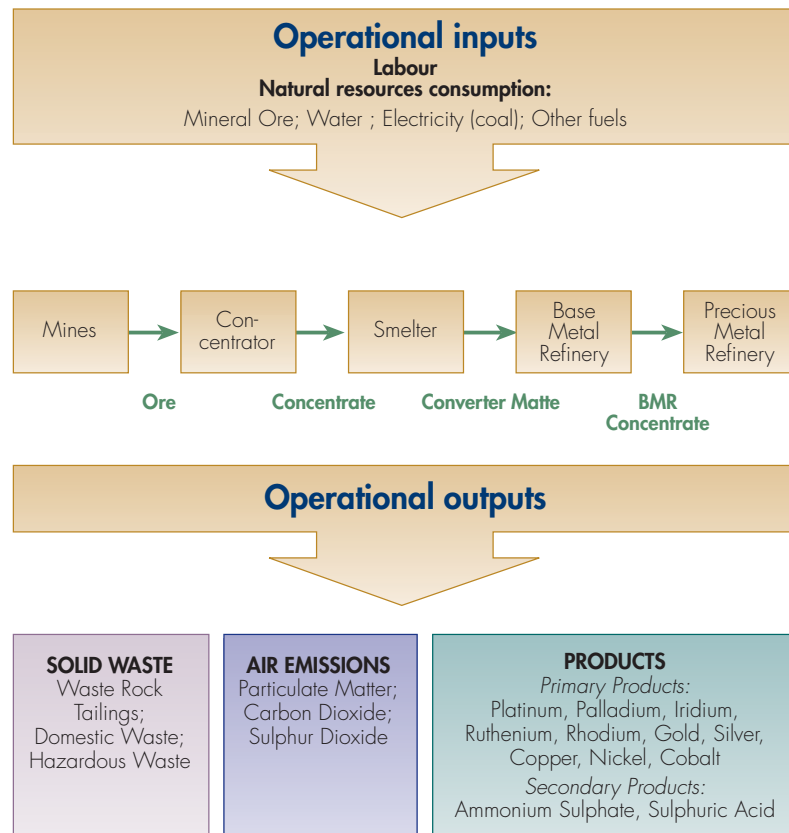 Operational inputs
Labour
Natural resources consumption:
Mineral Ore; Water ; Electricity (coal); Other fuels
Mines
Con-
centrator
Smelter
Base
Metal
Refinery
Precious
Metal
Refinery
Ore
Concentrate
Converter Matte
BMR
Concentrate
Operational outputs
SOLID WASTE
Waste Rock
Tailings;
Domestic Waste;
Hazardous Waste
AIR EMISSIONS
Particulate Matter;
Carbon Dioxide;
Sulphur Dioxide
PRODUCTS
Primary Products:
Platinum, Palladium, Iridium,
Ruthenium, Rhodium, Gold, Silver,
Copper, Nickel, Cobalt
Secondary Products:
Ammonium Sulphate, Sulphuric Acid